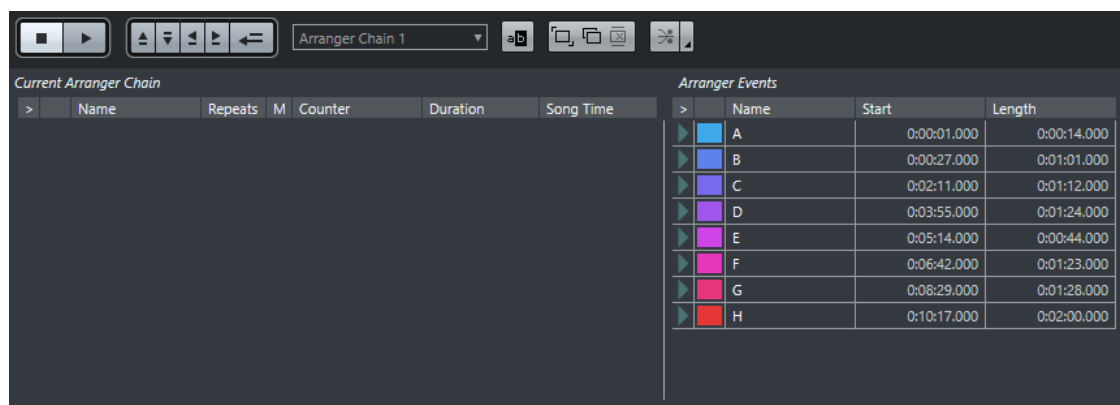 Arranger Chain 1 ab
Current Arranger Chain
> Name Repeats M Counter Duration Song Time
Arranger Events
> Name Start Length
A 0:00:01.000 0:00:14.000
B 0:00:27.000 0:01:01.000
C 0:02:11.000 0:01:12.000
D 0:03:55.000 0:01:24.000
E 0:05:14.000 0:00:44.000
F 0:06:42.000 0:01:23.000
G 0:08:29.000 0:01:28.000
H 0:10:17.000 0:02:00.000